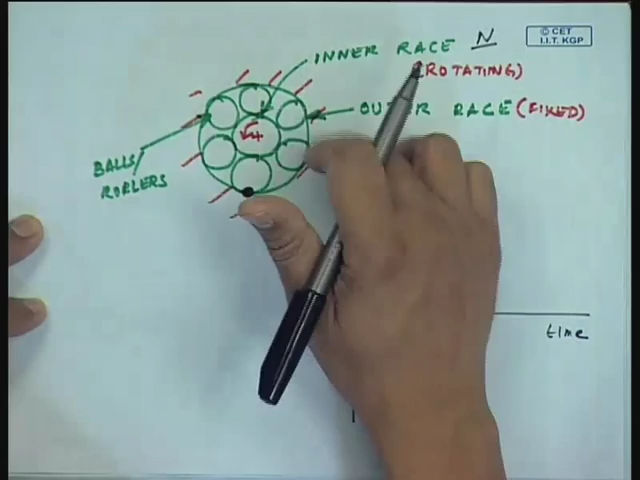 © CET
I.I.T. KGP
INNER RACE N
(ROTATING)
OUTER RACE (FIXED)
BALLS/
ROLLERS
time